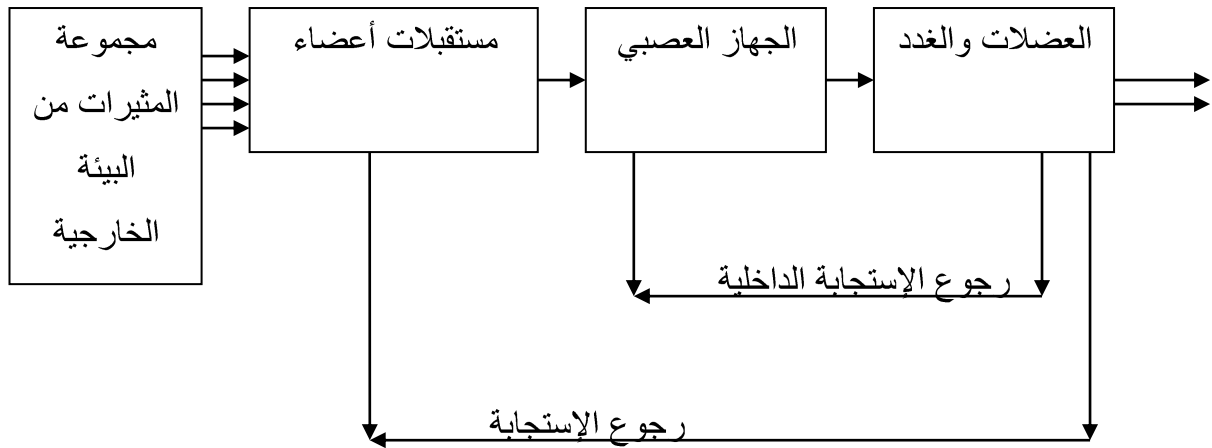 مجموعة
المثيرات من
البيئة
الخارجية
مستقبلات أعضاء
الجهاز العصبي
العضلات والغدد
رجوع الإستجابة الداخلية
رجوع الإستجابة